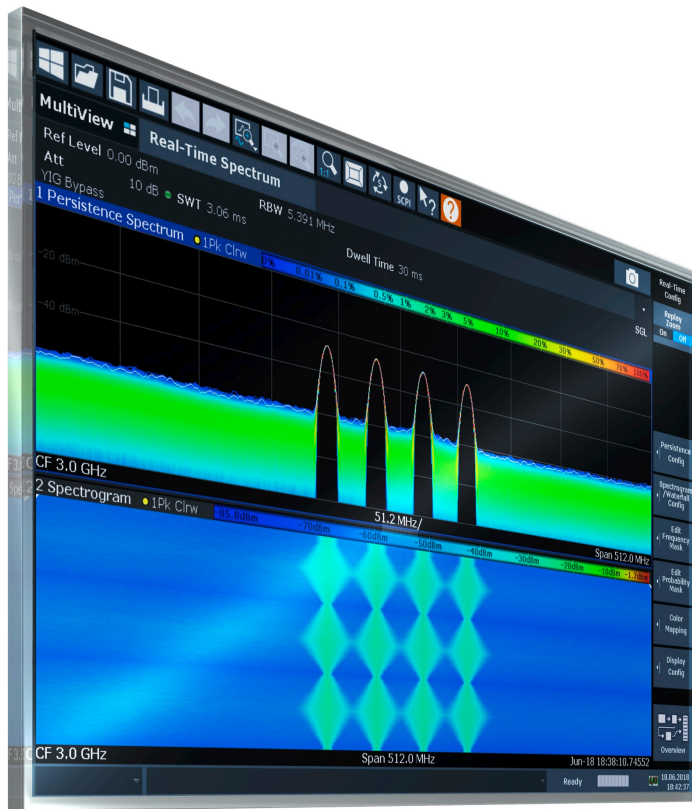 1:1
SCPI
MultiView
Real-Time Spectrum
Ref Level 0.00 dBm
RBW 5.391 MHz
Att 10 dB SWT 3.06 ms
Dwell Time 30 ms
YIG Bypass
SGL
1 Persistence Spectrum 1Pk Clrw
0% 0.01% 0.1% 0.5% 1% 2% 3% 5% 10% 20% 30% 50% 70% 100%
-20 dBm
-40 dBm
CF 3.0 GHz
51.2 MHz/
Span 512.0 MHz
2 Spectrogram 1Pk Clrw
-70dBm -60dBm -50dBm -40dBm -30dBm -20dBm -10dBm -1.7dBm
CF 3.0 GHz
Span 512.0 MHz
Jun-18 18:38:10.74552
Real-Time
Config
Replay
Zoom
On Off
Persistence
Config
Spectrogram
/Waterfall
Config
Edit
Frequency
Mask
Edit
Probability
Mask
Color
Mapping
Display
Config
Overview
Ready
18.06.2018
18:42:37